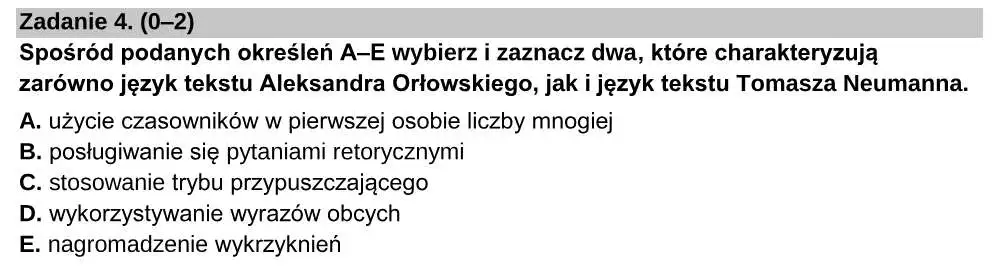 Zadanie 4. (0–2)
Spośród podanych określeń A–E wybierz i zaznacz dwa, które charakteryzują
zarówno język tekstu Aleksandra Orłowskiego, jak i język tekstu Tomasza Neumanna.
A. użycie czasowników w pierwszej osobie liczby mnogiej
B. posługiwanie się pytaniami retorycznymi
C. stosowanie trybu przypuszczającego
D. wykorzystywanie wyrazów obcych
E. nagromadzenie wykrzyknień